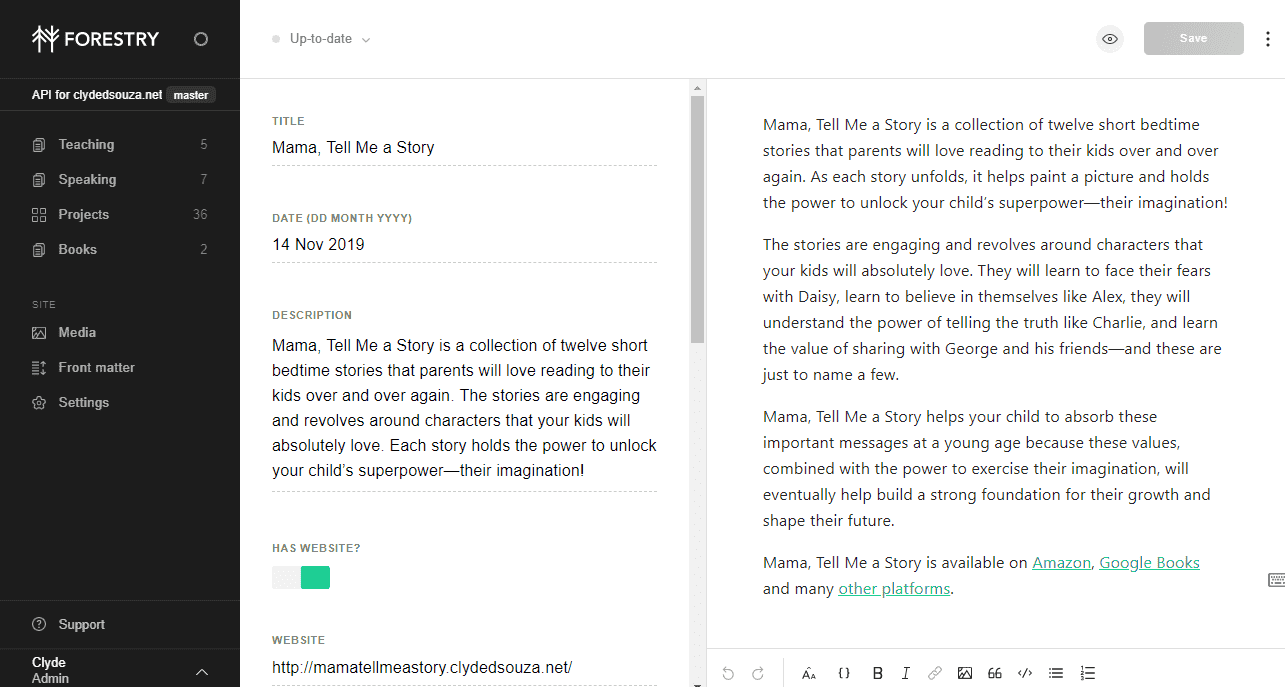 FORESTRY
API for clydedsouza.net master
Teaching 5
Speaking 7
Projects 36
Books 2
SITE
Media
Front matter
Settings
Support
Clyde
Admin
Up-to-date
Save
TITLE
Mama, Tell Me a Story
DATE (DD MONTH YYYY)
14 Nov 2019
DESCRIPTION
Mama, Tell Me a Story is a collection of twelve short
bedtime stories that parents will love reading to their
kids over and over again. The stories are engaging
and revolves around characters that your kids will
absolutely love. Each story holds the power to unlock
your child’s superpower—their imagination!
HAS WEBSITE?
WEBSITE
http://mamatellmeastory.clydedsouza.net/
Mama, Tell Me a Story is a collection of twelve short bedtime
stories that parents will love reading to their kids over and over
again. As each story unfolds, it helps paint a picture and holds
the power to unlock your child’s superpower—their imagination!
The stories are engaging and revolves around characters that
your kids will absolutely love. They will learn to face their fears
with Daisy, learn to believe in themselves like Alex, they will
understand the power of telling the truth like Charlie, and learn
the value of sharing with George and his friends—and these are
just to name a few.
Mama, Tell Me a Story helps your child to absorb these
important messages at a young age because these values,
combined with the power to exercise their imagination, will
eventually help build a strong foundation for their growth and
shape their future.
Mama, Tell Me a Story is available on Amazon, Google Books
and many other platforms.